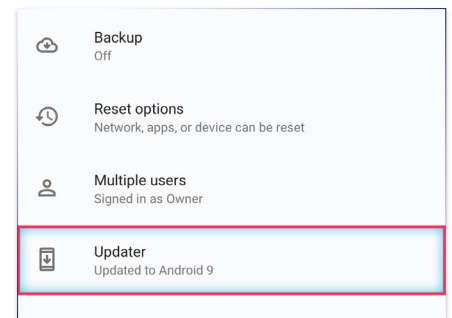 Backup
Off
Reset options
Network, apps, or device can be reset
Multiple users
Signed in as Owner
Updater
Updated to Android 9